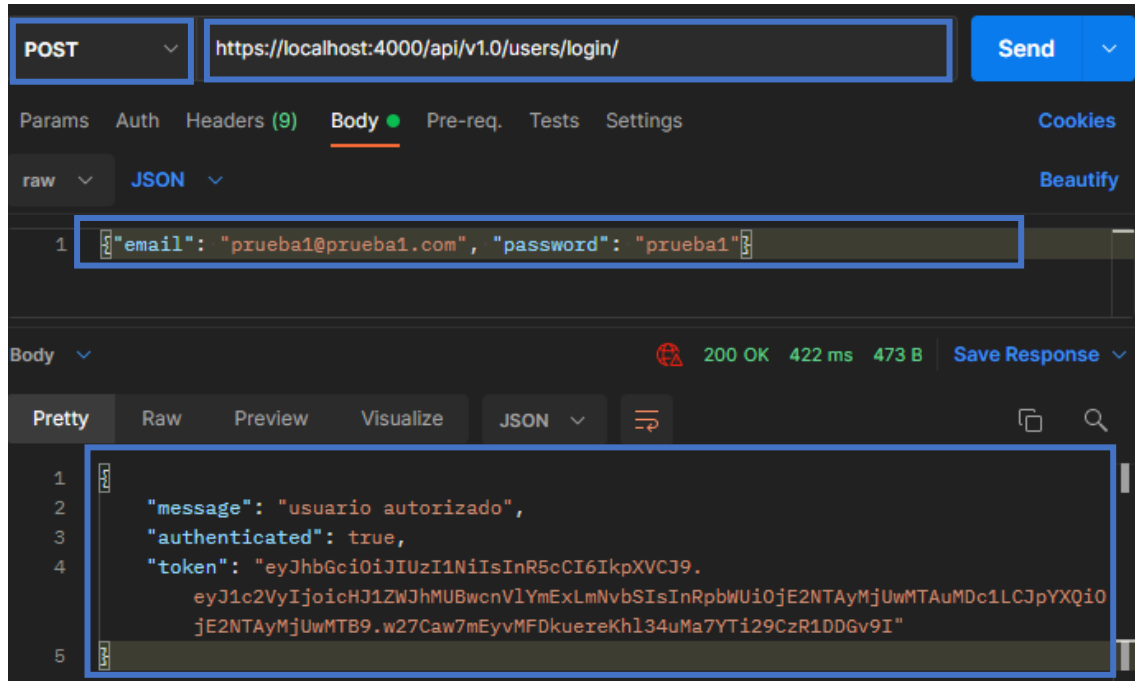 POST https://localhost:4000/api/v1.0/users/login/ Send
Params Auth Headers (9) Body Pre-req. Tests Settings Cookies
raw JSON Beautify
1 {"email": "prueba1@prueba1.com", "password": "prueba1"}
Body 200 OK 422 ms 473 B Save Response
Pretty Raw Preview Visualize JSON
1 {
2 "message": "usuario autorizado",
3 "authenticated": true,
4 "token": "eyJhbGciOiJIUzI1NiIsInR5cCI6IkpXVCJ9.
eyJ1c2VyIjoicHJ1ZWJhMUBwcnVlYmExLmNvbSIsInRpbWUiOjE2NTAyMjUwMTAuMDc1LCJpYXQiO
jE2NTAyMjUwMTB9.w27Caw7mEyvMFDkuereKhl34uMa7YTi29CzR1DDGv9I"
5 }